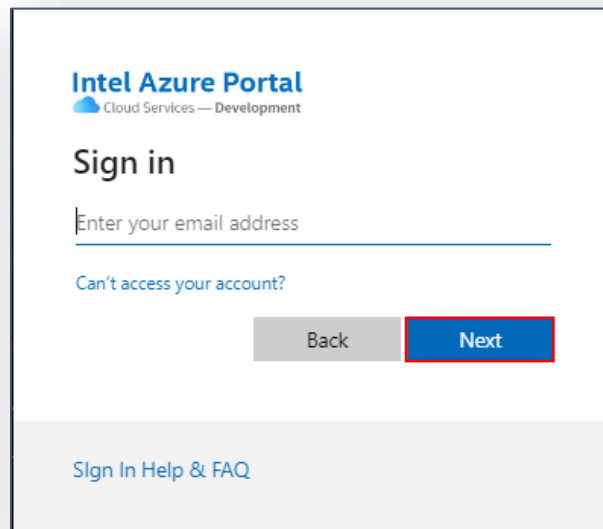 Intel Azure Portal
Cloud Services — Development
Sign in
Enter your email address
Can't access your account?
Back Next
SIgn In Help & FAQ